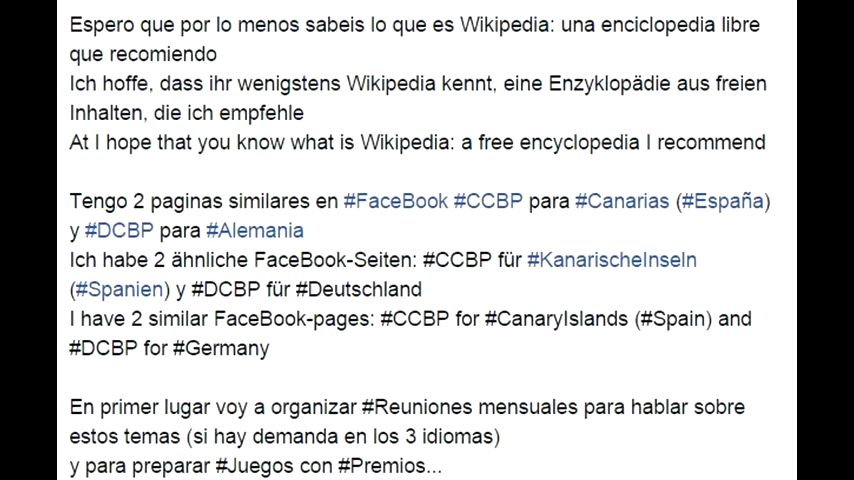 Espero que por lo menos sabeis lo que es Wikipedia: una enciclopedia libre
que recomiendo
Ich hoffe, dass ihr wenigstens Wikipedia kennt, eine Enzyklopädie aus freien
Inhalten, die ich empfehle
At I hope that you know what is Wikipedia: a free encyclopedia I recommend
Tengo 2 paginas similares en #FaceBook #CCBP para #Canarias (#España)
y #DCBP para #Alemania
Ich habe 2 ähnliche FaceBook-Seiten: #CCBP für #KanarischeInseln
(#Spanien) y #DCBP für #Deutschland
I have 2 similar FaceBook-pages: #CCBP for #CanaryIslands (#Spain) and
#DCBP for #Germany
En primer lugar voy a organizar #Reuniones mensuales para hablar sobre
estos temas (si hay demanda en los 3 idiomas)
y para preparar #Juegos con #Premios...